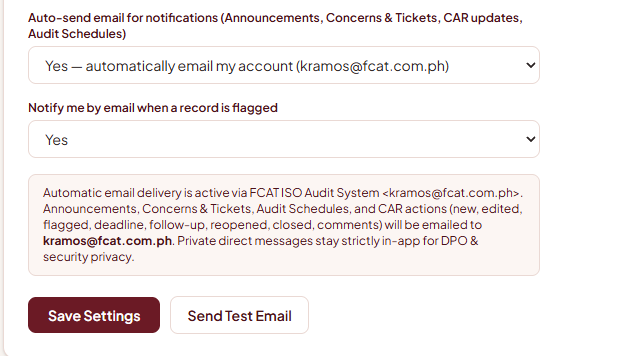 Auto-send email for notifications (Announcements, Concerns & Tickets, CAR updates,
Audit Schedules)
Yes — automatically email my account (kramos@fcat.com.ph)
Notify me by email when a record is flagged
Yes
Automatic email delivery is active via FCAT ISO Audit System <kramos@fcat.com.ph>.
Announcements, Concerns & Tickets, Audit Schedules, and CAR actions (new, edited,
flagged, deadline, follow-up, reopened, closed, comments) will be emailed to
kramos@fcat.com.ph. Private direct messages stay strictly in-app for DPO &
security privacy.
Save Settings
Send Test Email